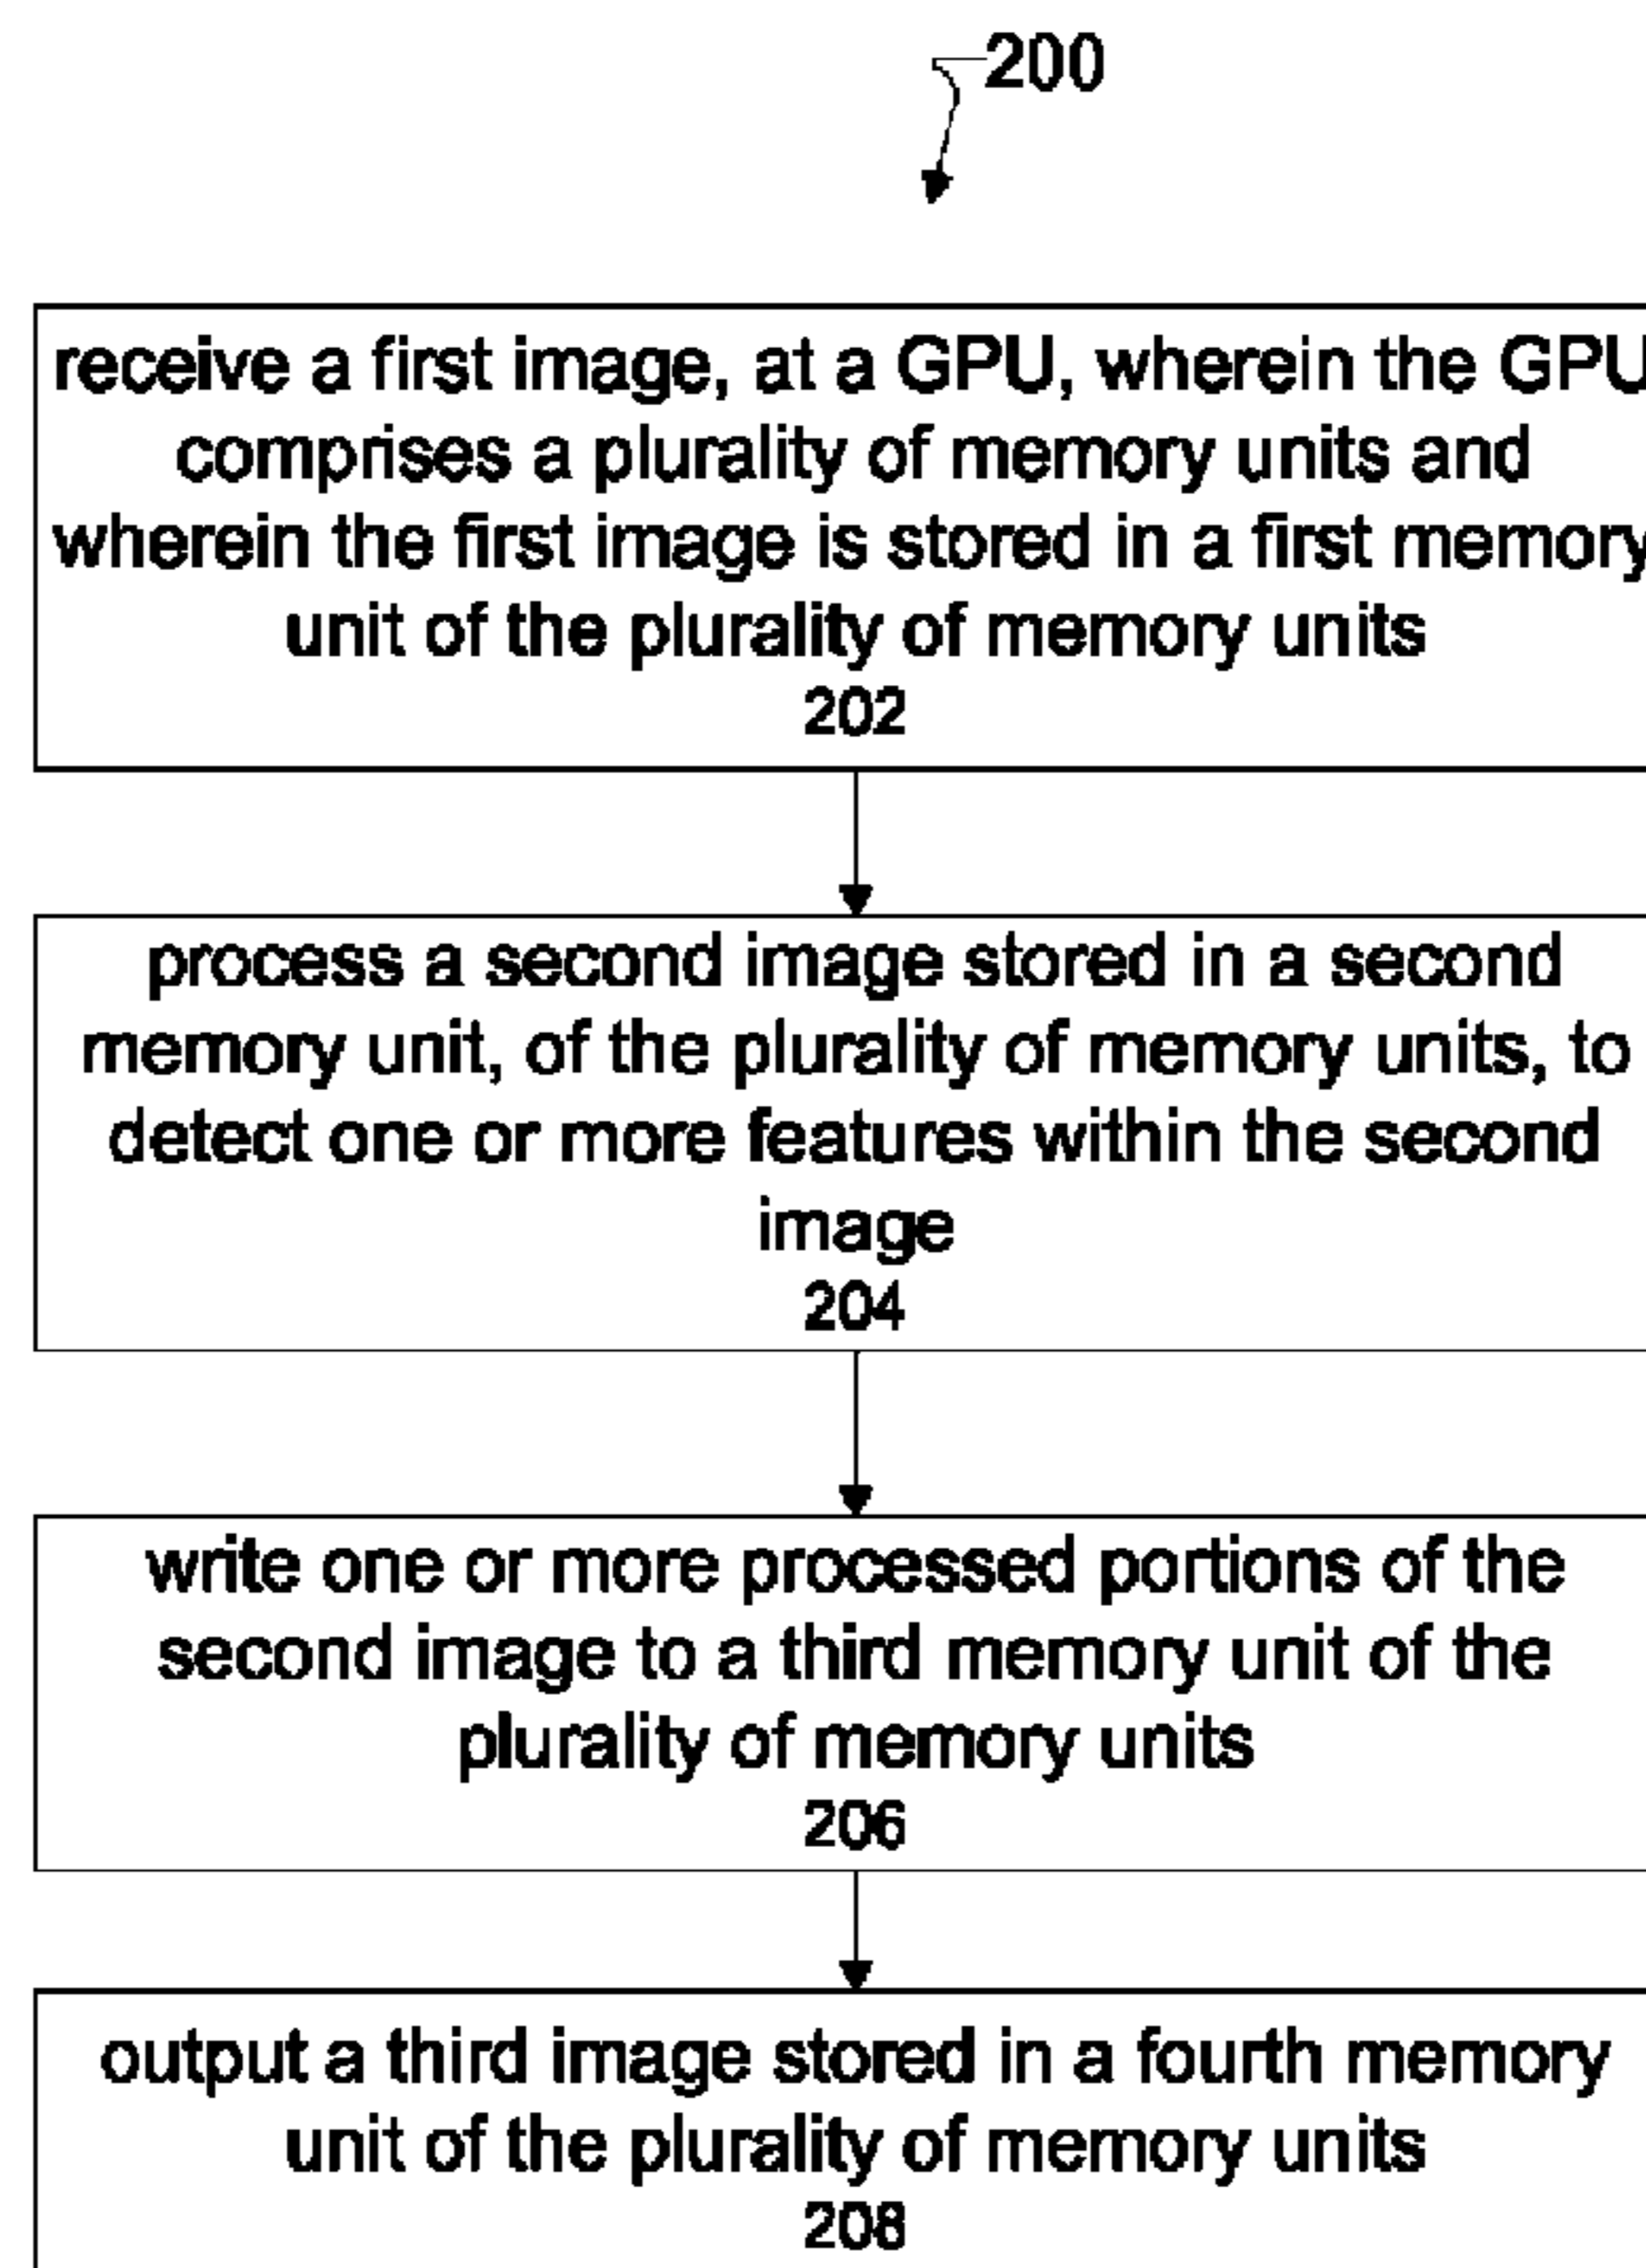 200
receive a first image, at a GPU, wherein the GPU
comprises a plurality of memory units and
wherein the first image is stored in a first memory
unit of the plurality of memory units
202
process a second image stored in a second
memory unit, of the plurality of memory units, to
detect one or more features within the second
image
204
write one or more processed portions of the
second image to a third memory unit of the
plurality of memory units
206
output a third image stored in a fourth memory
unit of the plurality of memory units
208